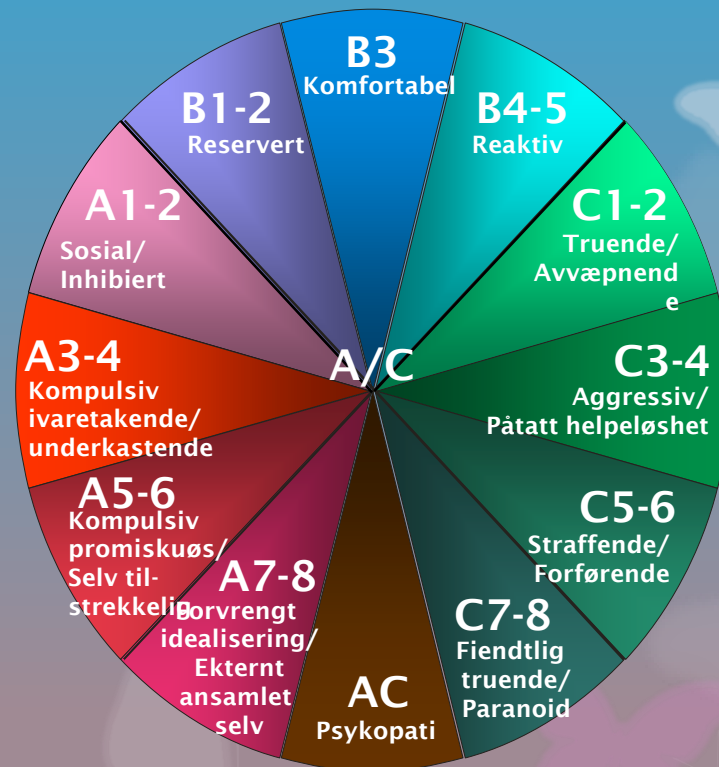 B3
Komfortabel
B1-2
Reservert
B4-5
Reaktiv
A1-2
Sosial/
Inhibiert
C1-2
Truende/
Avvæpnend
e
A/C
A3-4
Kompulsiv
ivaretakende/
underkastende
C3-4
Aggressiv/
Påtatt helpeløshet
A5-6
Kompulsiv
promiskuøs/
Selv til-
strekkelig
C5-6
Straffende/
Forførende
A7-8
Forvrengt
idealisering/
Ekternt
ansamlet
selv
C7-8
Fiendtlig
truende/
Paranoid
AC
Psykopati